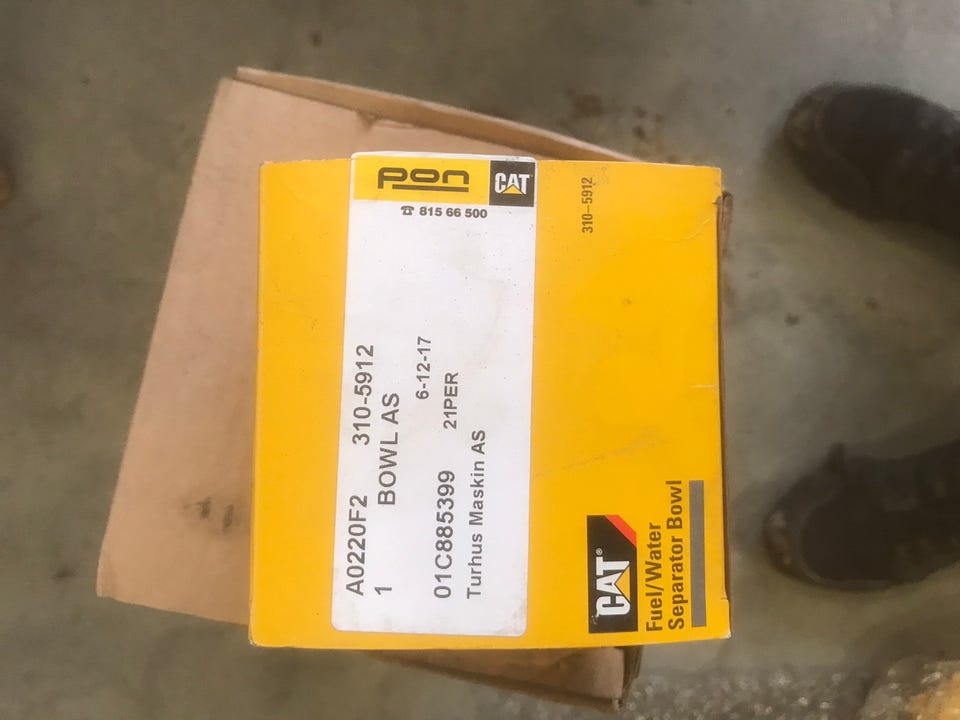 pon CAT
☎ 815 66 500
A0220F2 310-5912
1 BOWL AS
6-12-17
01C885399 21PER
Turhus Maskin AS
310-5912
CAT®
Fuel/Water
Separator Bowl